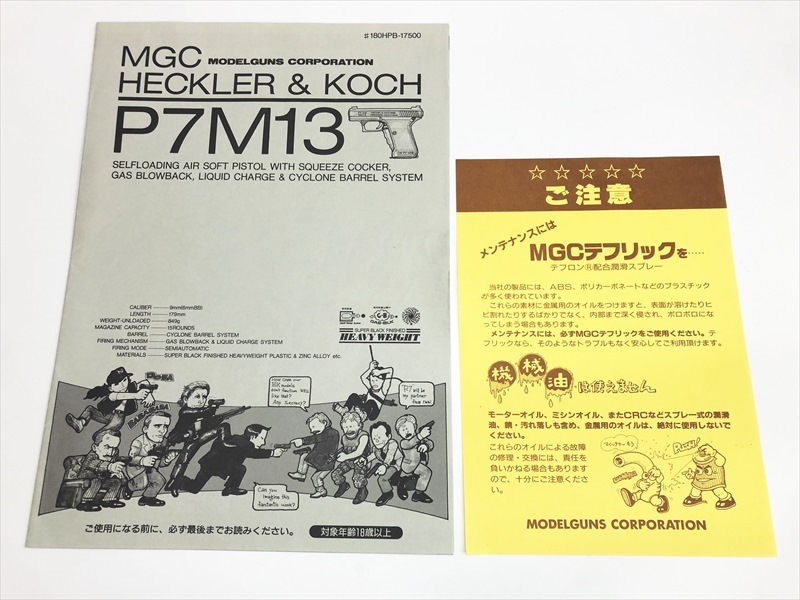 ♯180HPB-17500
MGC MODELGUNS CORPORATION
HECKLER & KOCH
P7M13
SELFLOADING AIR SOFT PISTOL WITH SQUEEZE COCKER,
GAS BLOWBACK, LIQUID CHARGE & CYCLONE BARREL SYSTEM
CALIBER 9mm(6mmBB)
LENGTH 179mm
WEIGHT-UNLOADED 849g
MAGAZINE CAPACITY 15ROUNDS
BARREL CYCLONE BARREL SYSTEM
FIRING MECHANISM GAS BLOWBACK & LIQUID CHARGE SYSTEM
FIRING MODE SEMIAUTOMATIC
MATERIALS SUPER BLACK FINISHED HEAVYWEIGHT PLASTIC & ZINC ALLOY etc.
SUPER BLACK FINISHED
HEAVY WEIGHT
Can you
imagine this
fantastic work?
ご使用になる前に、必ず最後までお読みください。
対象年齢18歳以上
☆☆☆☆☆
ご注意
メンテナンスには
MGCテフリックを……
テフロンⓇ配合潤滑スプレー
当社の製品には、ABS、ポリカーボネートなどのプラスチック
が多く使われています。
これらの素材に金属用のオイルをつけますと、表面が溶けたりヒ
ビ割れたりするばかりでなく、内部まで深く侵され、ボロボロにな
ってしまう場合もあります。
メンテナンスには、必ずMGCテフリックをご使用ください。テ
フリックなら、そのようなトラブルもなく安心してご利用頂けます。
機械油は使えません
モーターオイル、ミシンオイル、またCRCなどスプレー式の潤滑
油、錆・汚れ落しも含め、金属用のオイルは、絶対に使用しないで
ください。
これらのオイルによる故障
の修理・交換には、責任を
負いかねる場合もあります
ので、十分にご注意くださ
い。
MODELGUNS CORPORATION